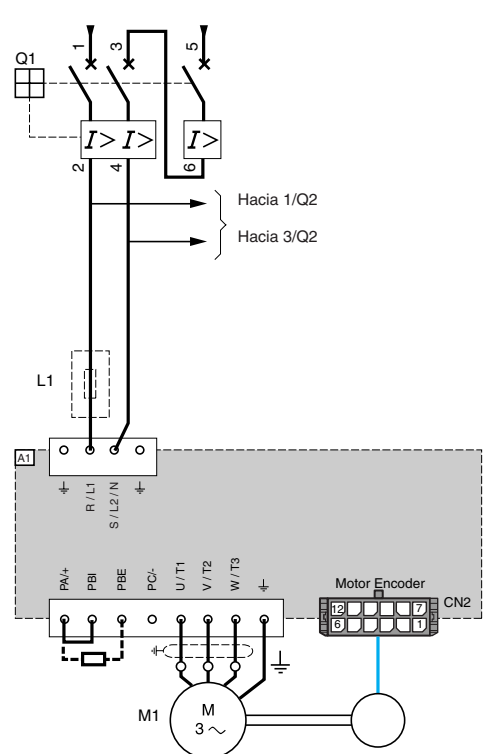 Q1
1
3
5
I>
I>
I>
2
4
6
Hacia 1/Q2
Hacia 3/Q2
L1
A1
R / L1
S / L2 / N
PA/+
PBI
PBE
PC/-
U / T1
V / T2
W / T3
Motor Encoder
12
7
6
1
CN2
M1
M
3 ~